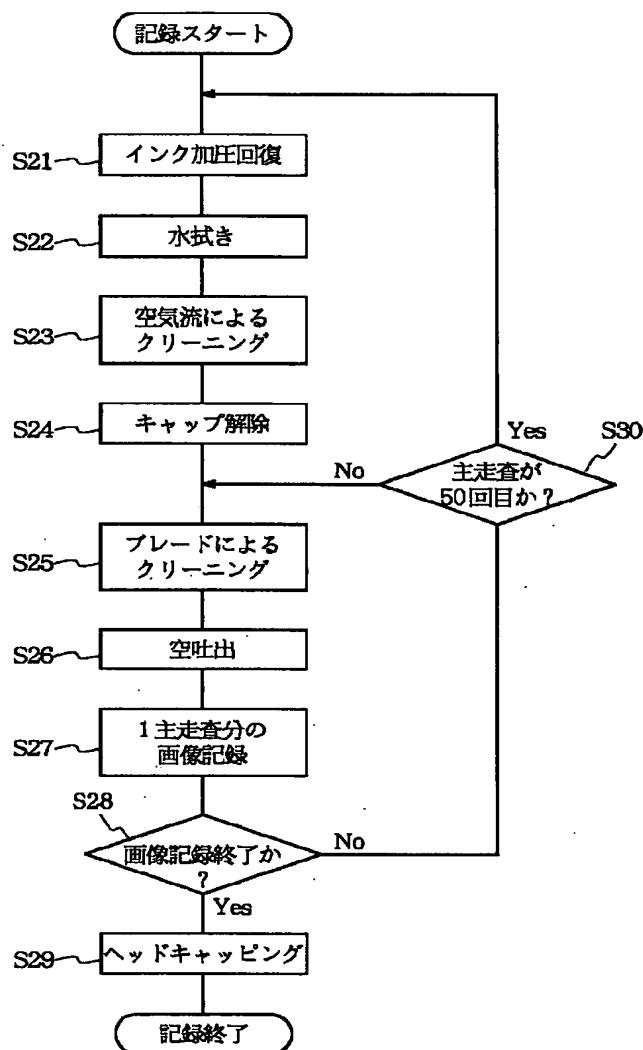 記録スタート
S21
インク加圧回復
S22
水拭き
S23
空気流による
クリーニング
S24
キャップ解除
Yes
S30
No
主走査が
50回目か?
S25
ブレードによる
クリーニング
S26
空吐出
S27
1主走査分の
画像記録
S28
画像記録終了か
?
No
Yes
S29
ヘッドキャッピング
記録終了